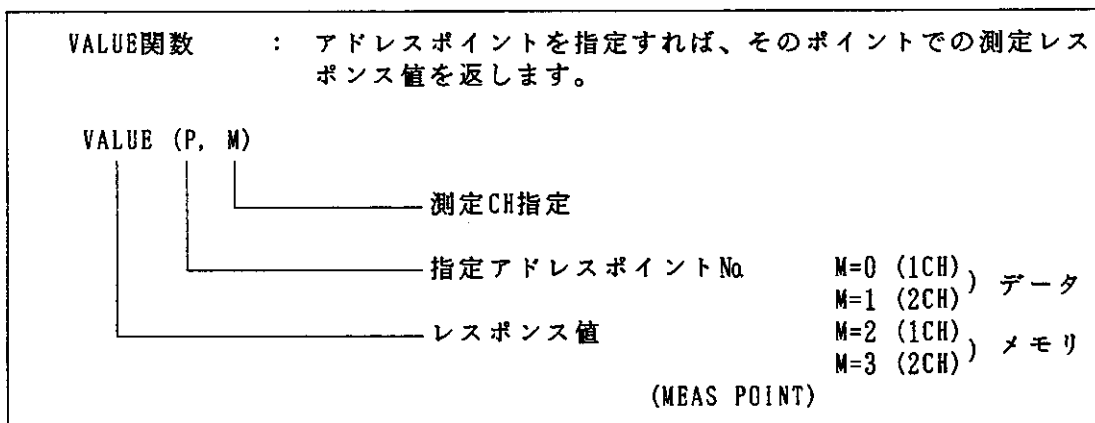 VALUE関数 : アドレスポイントを指定すれば、そのポイントでの測定レス
ポンス値を返します。
VALUE (P, M)
測定CH指定
指定アドレスポイント№ M=0 (1CH)
M=1 (2CH) ) データ
レスポンス値 M=2 (1CH)
M=3 (2CH) ) メモリ
(MEAS POINT)